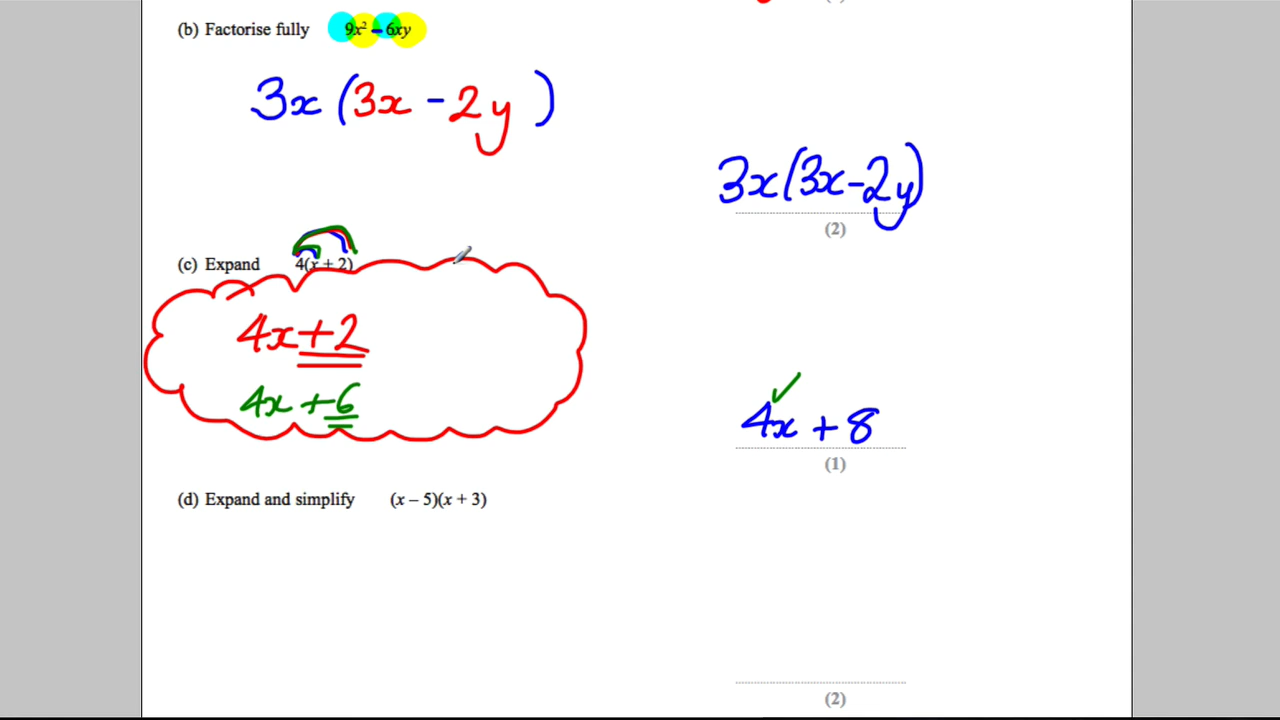 (b) Factorise fully 9x² – 6xy
3x (3x - 2y )
3x(3x-2y)
(2)
(c) Expand 4(x + 2)
4x+2
4x +6
4x + 8
(1)
(d) Expand and simplify (x – 5)(x + 3)
(2)